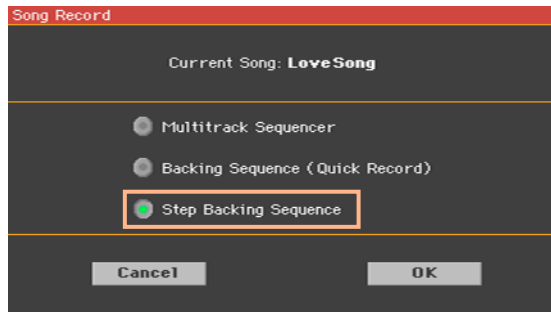 Song Record
Current Song: LoveSong
Multitrack Sequencer
Backing Sequence (Quick Record)
Step Backing Sequence
Cancel OK